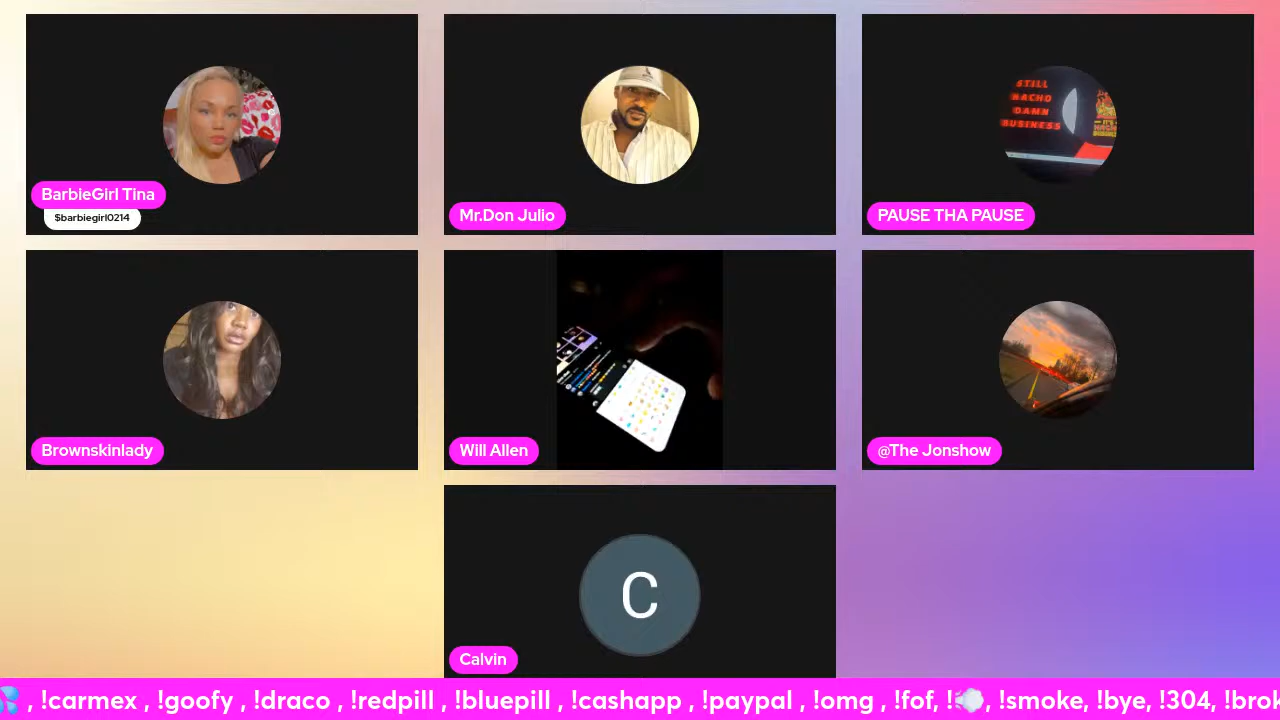 BarbieGirl Tina
$barbiegirl0214
Mr.Don Julio
STILL
NACHO
DAMN
BUSINESS
PAUSE THA PAUSE
Brownskinlady
Will Allen
@The Jonshow
C
Calvin
💦 , !carmex , !goofy , !draco , !redpill , !bluepill , !cashapp , !paypal , !omg , !fof, !💨, !smoke, !bye, !304, !brok